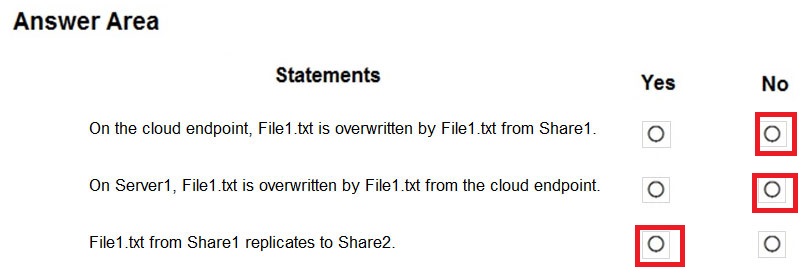 Answer Area
Statements Yes No
On the cloud endpoint, File1.txt is overwritten by File1.txt from Share1.
On Server1, File1.txt is overwritten by File1.txt from the cloud endpoint.
File1.txt from Share1 replicates to Share2.